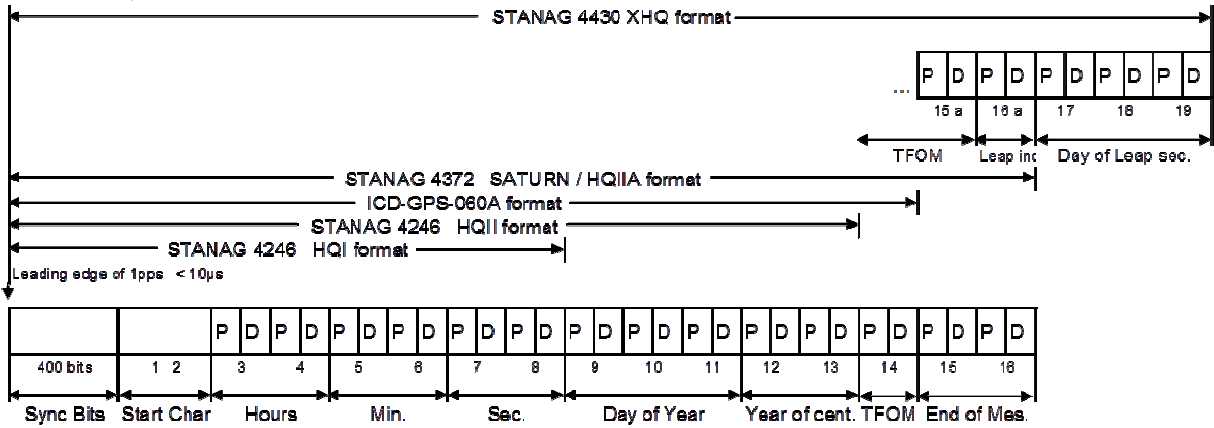 STANAG 4430 XHQ format
P D P D P D P D P D
...
15 a 16 a 17 18 19
TFOM Leap inc Day of Leap sec.
STANAG 4372 SATURN / HQIIA format
ICD-GPS-060A format
STANAG 4246 HQII format
STANAG 4246 HQI format
Leading edge of 1pps < 10µs
P D P D P D P D P D P D P D P D P D P D P D P D P D P D
400 bits 1 2 3 4 5 6 7 8 9 10 11 12 13 14 15 16
Sync Bits Start Char Hours Min. Sec. Day of Year Year of cent. TFOM End of Mes.